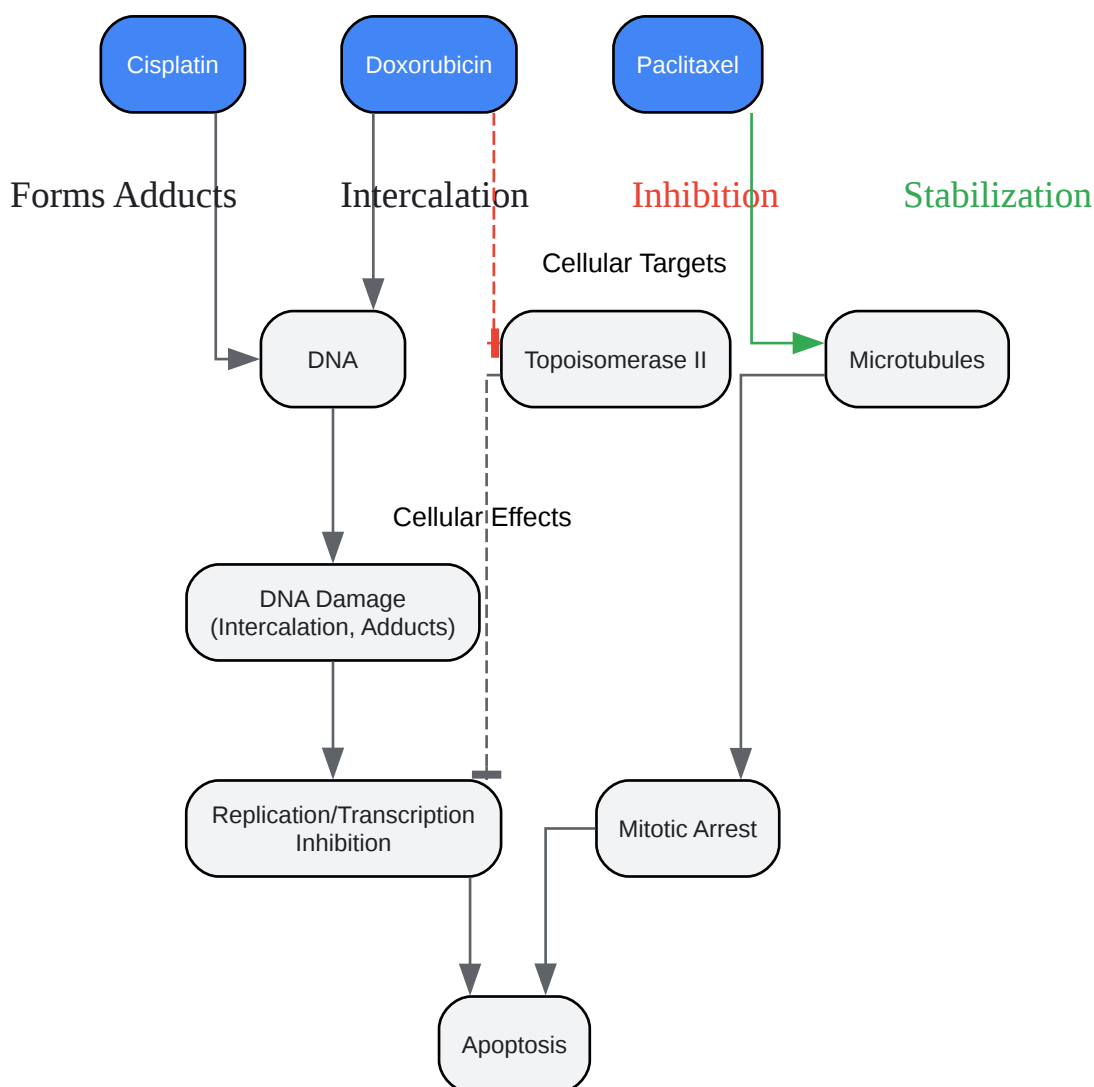 Cisplatin
Doxorubicin
Paclitaxel
Forms Adducts
Intercalation
Inhibition
Stabilization
Cellular Targets
DNA
Topoisomerase II
Microtubules
Cellular Effects
DNA Damage
(Intercalation, Adducts)
Replication/Transcription
Inhibition
Mitotic Arrest
Apoptosis